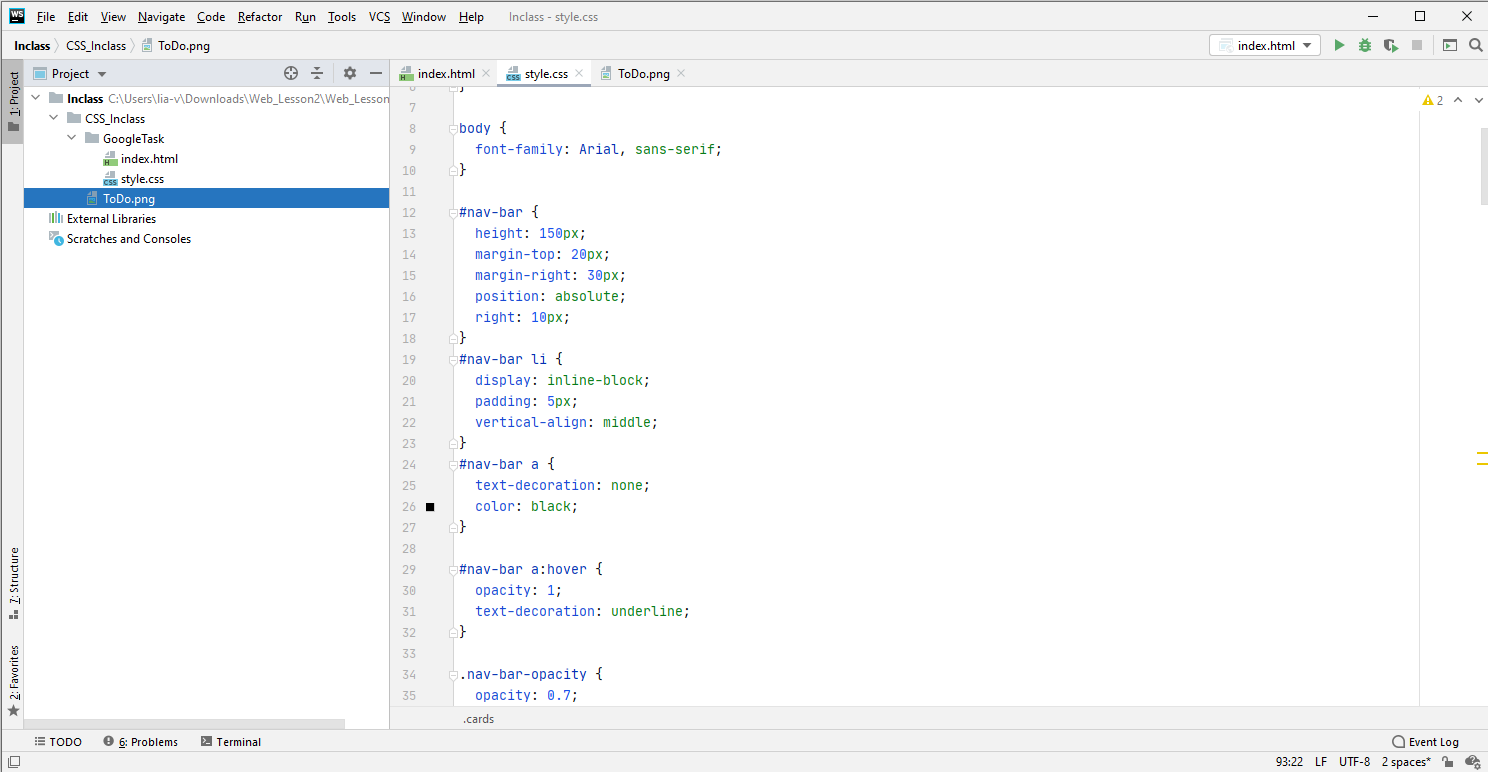 WS File Edit View Navigate Code Refactor Run Tools VCS Window Help Inclass - style.css
Inclass CSS_Inclass ToDo.png index.html
1: Project
Project
Inclass C:\Users\lia-v\Downloads\Web_Lesson2\Web_Lesson
CSS_Inclass
GoogleTask
index.html
style.css
ToDo.png
External Libraries
Scratches and Consoles
7: Structure
2: Favorites
index.html style.css ToDo.png
2
6 }
7
8 body {
9 font-family: Arial, sans-serif;
10 }
11
12 #nav-bar {
13 height: 150px;
14 margin-top: 20px;
15 margin-right: 30px;
16 position: absolute;
17 right: 10px;
18 }
19 #nav-bar li {
20 display: inline-block;
21 padding: 5px;
22 vertical-align: middle;
23 }
24 #nav-bar a {
25 text-decoration: none;
26 color: black;
27 }
28
29 #nav-bar a:hover {
30 opacity: 1;
31 text-decoration: underline;
32 }
33
34 .nav-bar-opacity {
35 opacity: 0.7;
.cards
TODO 6: Problems Terminal Event Log
93:22 LF UTF-8 2 spaces*